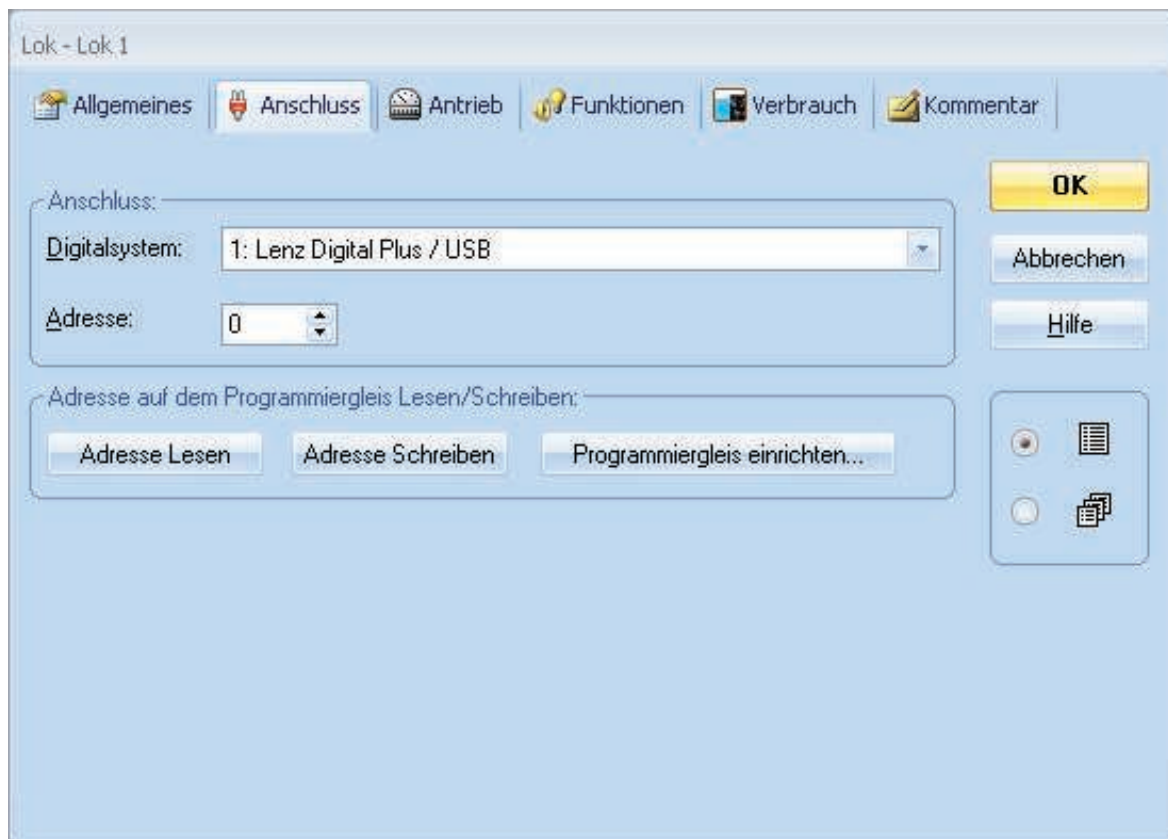 Lok - Lok 1
Allgemeines Anschluss Antrieb Funktionen Verbrauch Kommentar
Anschluss:
Digitalsystem: 1: Lenz Digital Plus / USB
Adresse: 0
Adresse auf dem Programmiergleis Lesen/Schreiben:
Adresse Lesen Adresse Schreiben Programmiergleis einrichten...
OK
Abbrechen
Hilfe